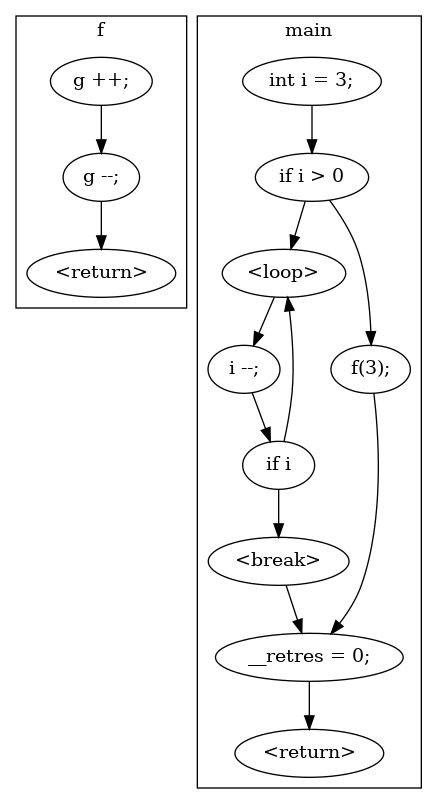 f
g ++;
g --;
<return>
main
int i = 3;
if i > 0
<loop>
i --;
f(3);
if i
<break>
__retres = 0;
<return>